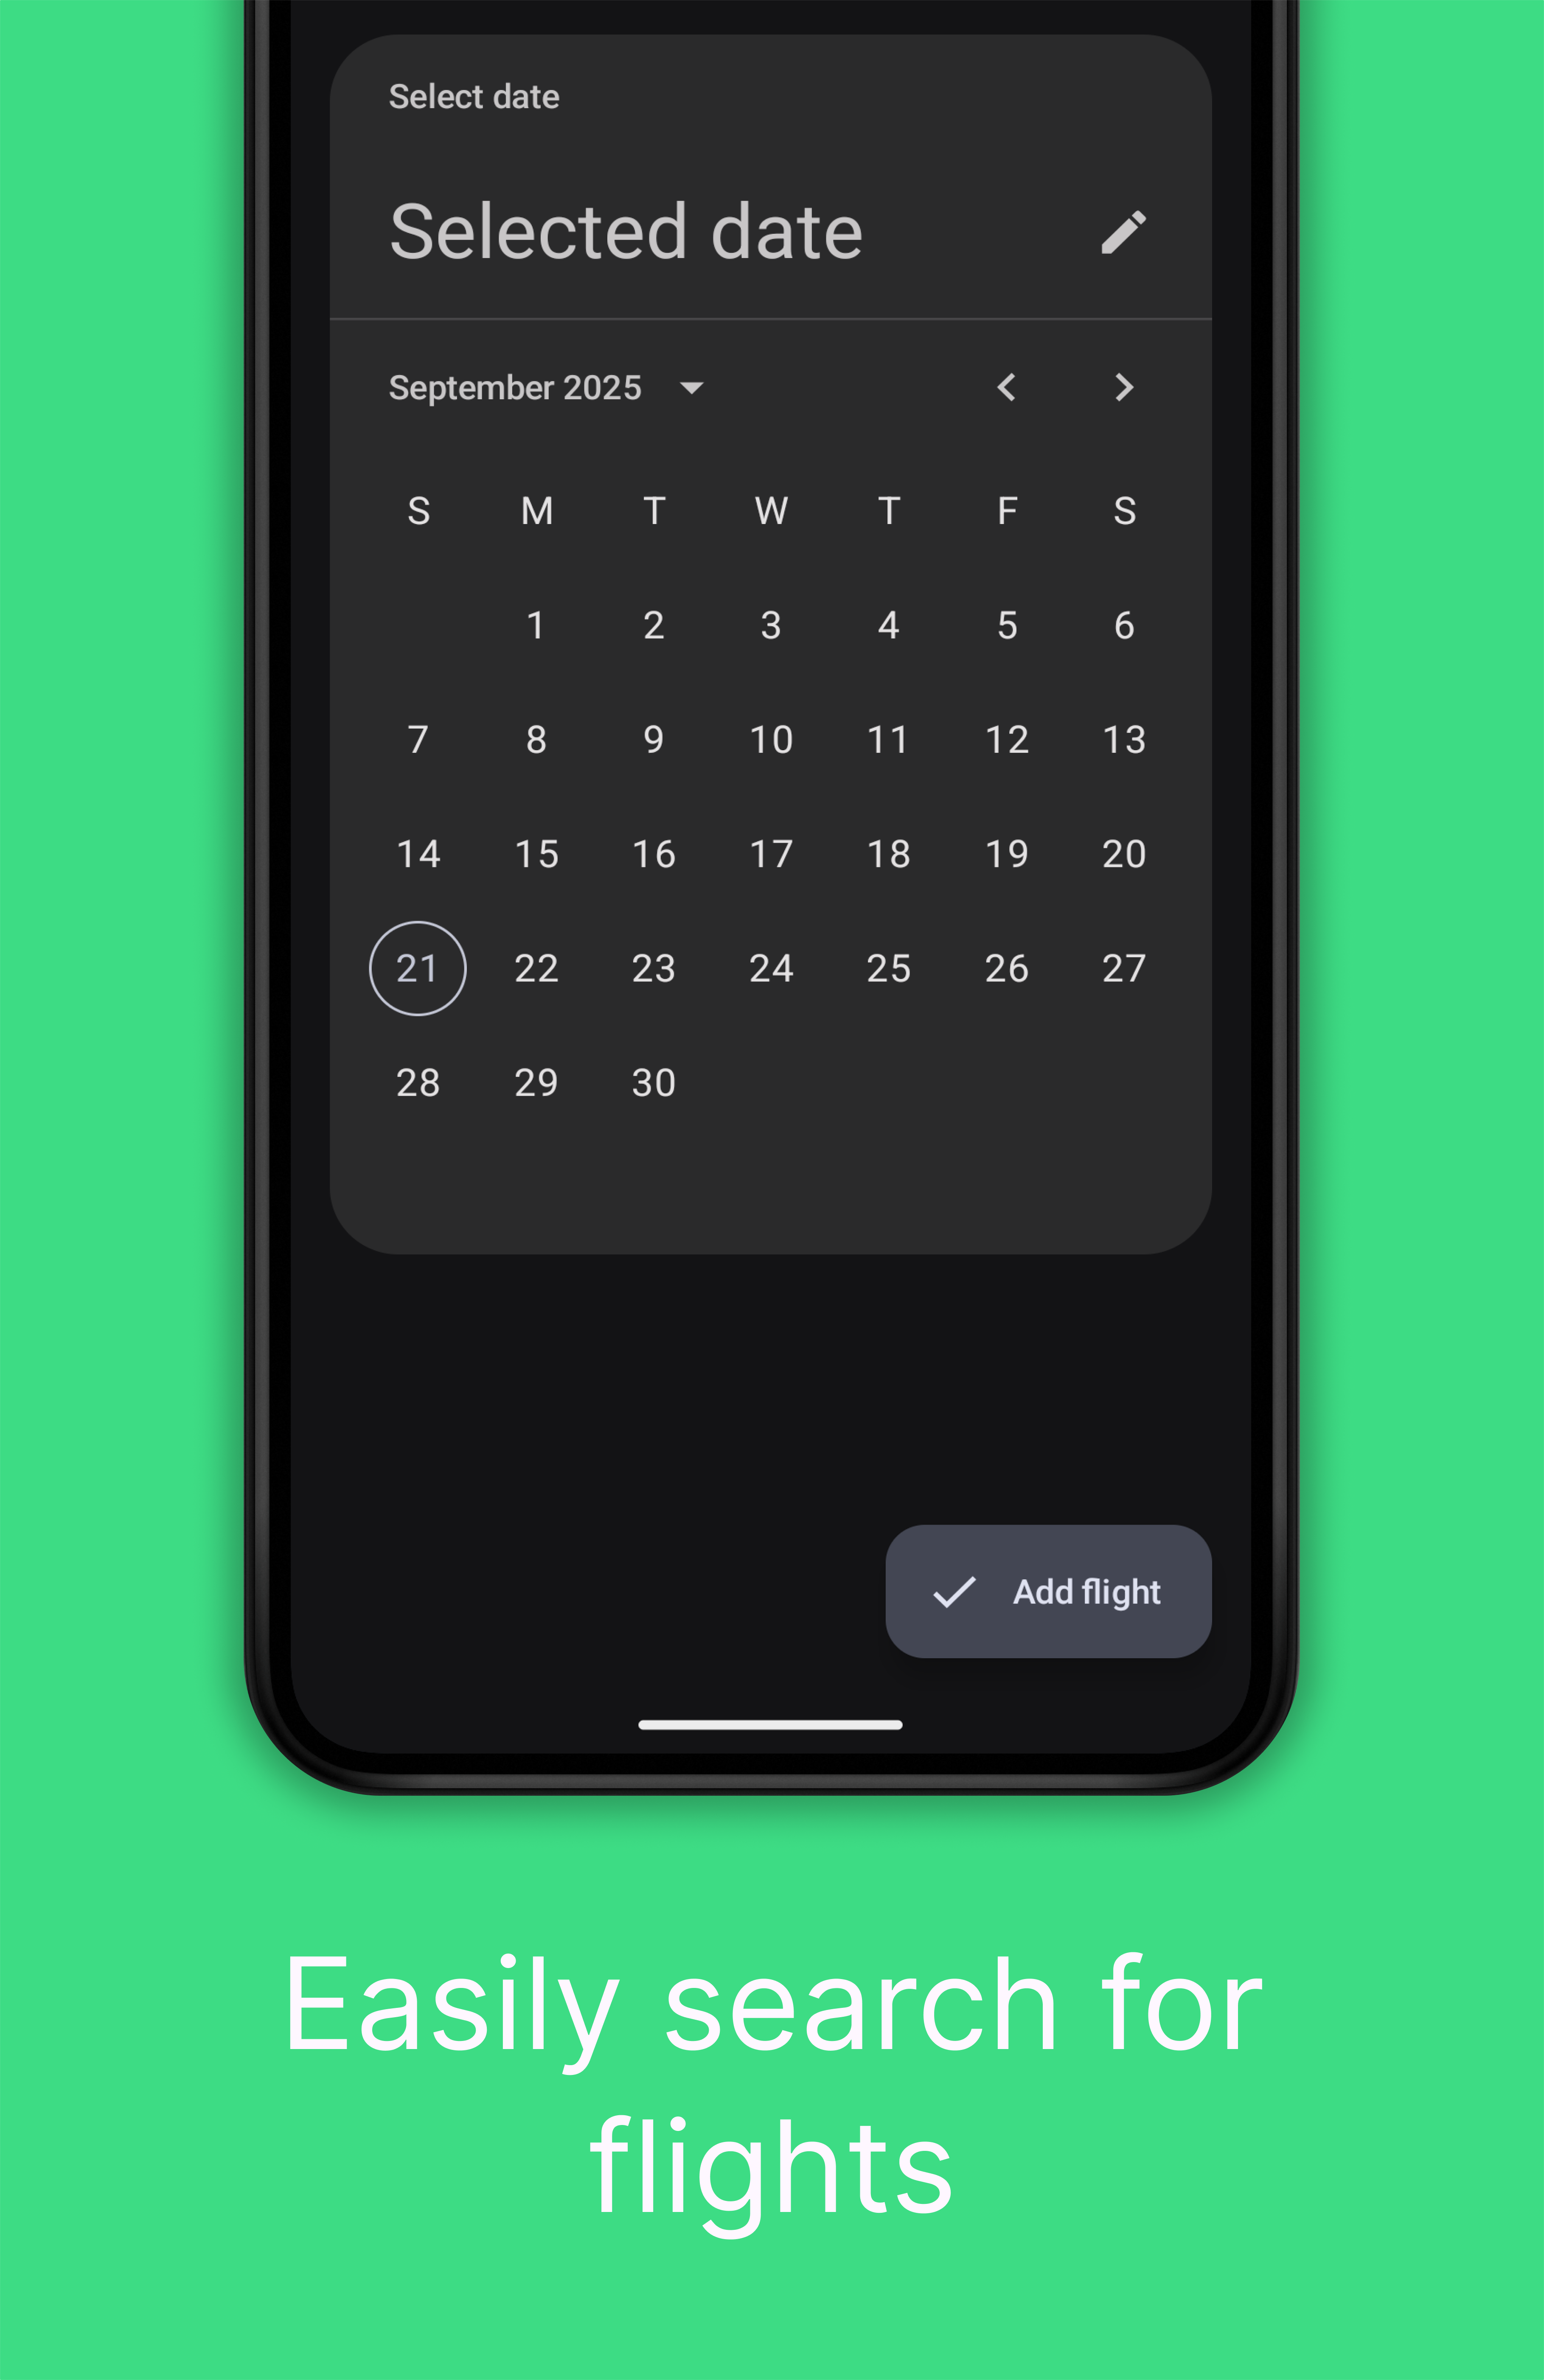 Select date
Selected date
September 2025
S M T W T F S
1 2 3 4 5 6
7 8 9 10 11 12 13
14 15 16 17 18 19 20
21 22 23 24 25 26 27
28 29 30
Add flight
Easily search for
flights